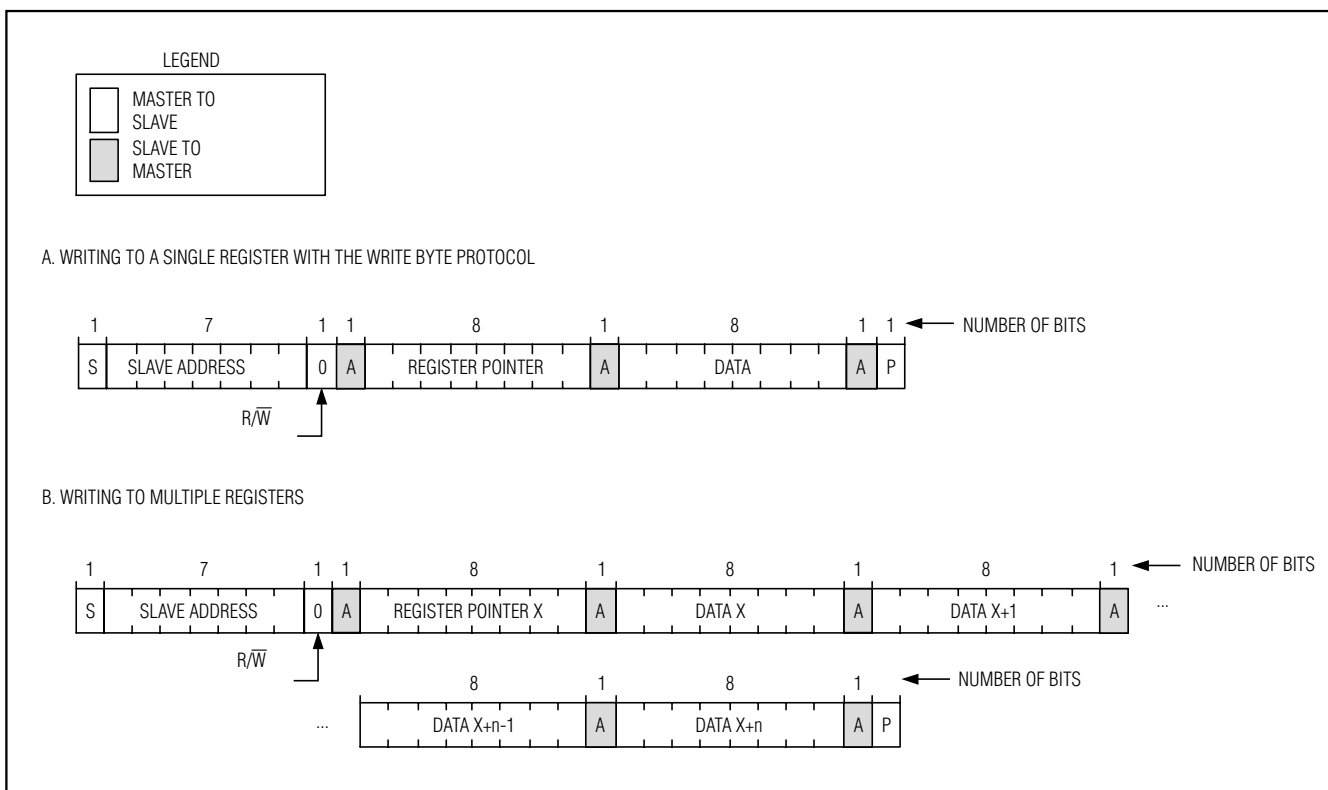 LEGEND
MASTER TO
SLAVE
SLAVE TO
MASTER
A. WRITING TO A SINGLE REGISTER WITH THE WRITE BYTE PROTOCOL
1 7 1 1 8 1 8 1 1 NUMBER OF BITS
S SLAVE ADDRESS 0 A REGISTER POINTER A DATA A P
R/W̅
B. WRITING TO MULTIPLE REGISTERS
1 7 1 1 8 1 8 1 8 1 NUMBER OF BITS
S SLAVE ADDRESS 0 A REGISTER POINTER X A DATA X A DATA X+1 A ...
R/W̅
8 1 8 1 NUMBER OF BITS
... DATA X+n-1 A DATA X+n A P